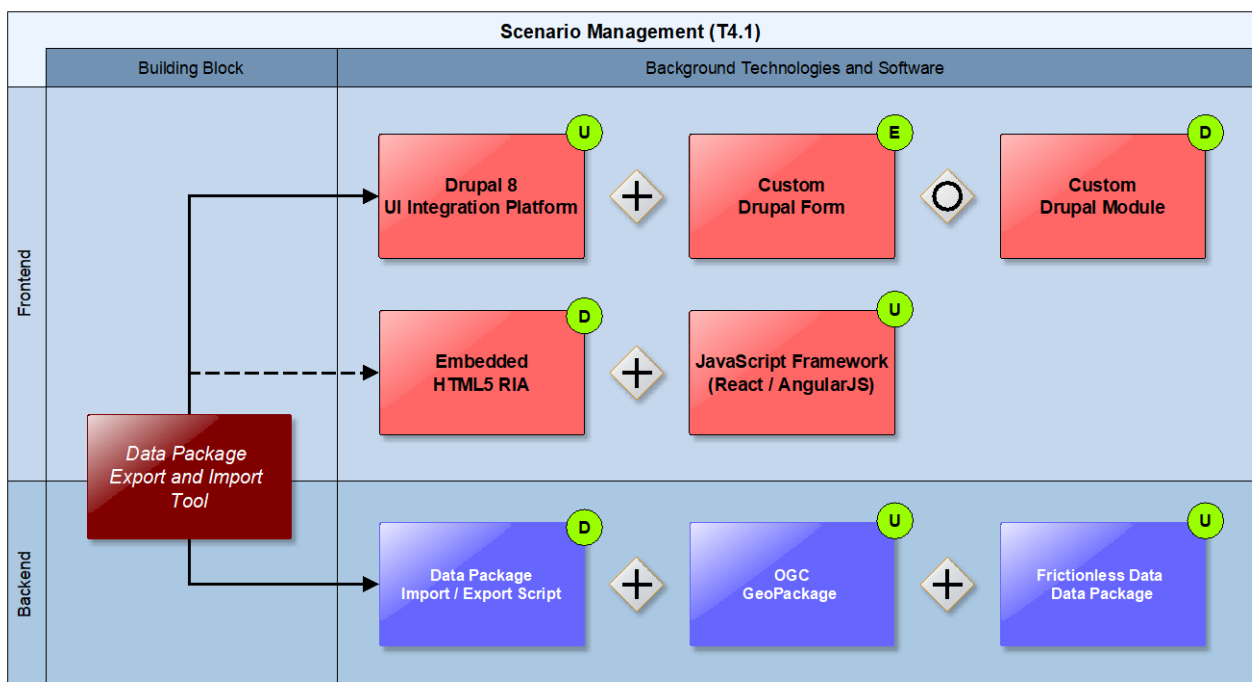 Scenario Management (T4.1)
Building Block
Background Technologies and Software
Frontend
U
E
D
Drupal 8
UI Integration Platform
Custom
Drupal Form
Custom
Drupal Module
D
U
Embedded
HTML5 RIA
JavaScript Framework
(React / AngularJS)
Data Package
Export and Import
Tool
Backend
D
U
U
Data Package
Import / Export Script
OGC
GeoPackage
Frictionless Data
Data Package